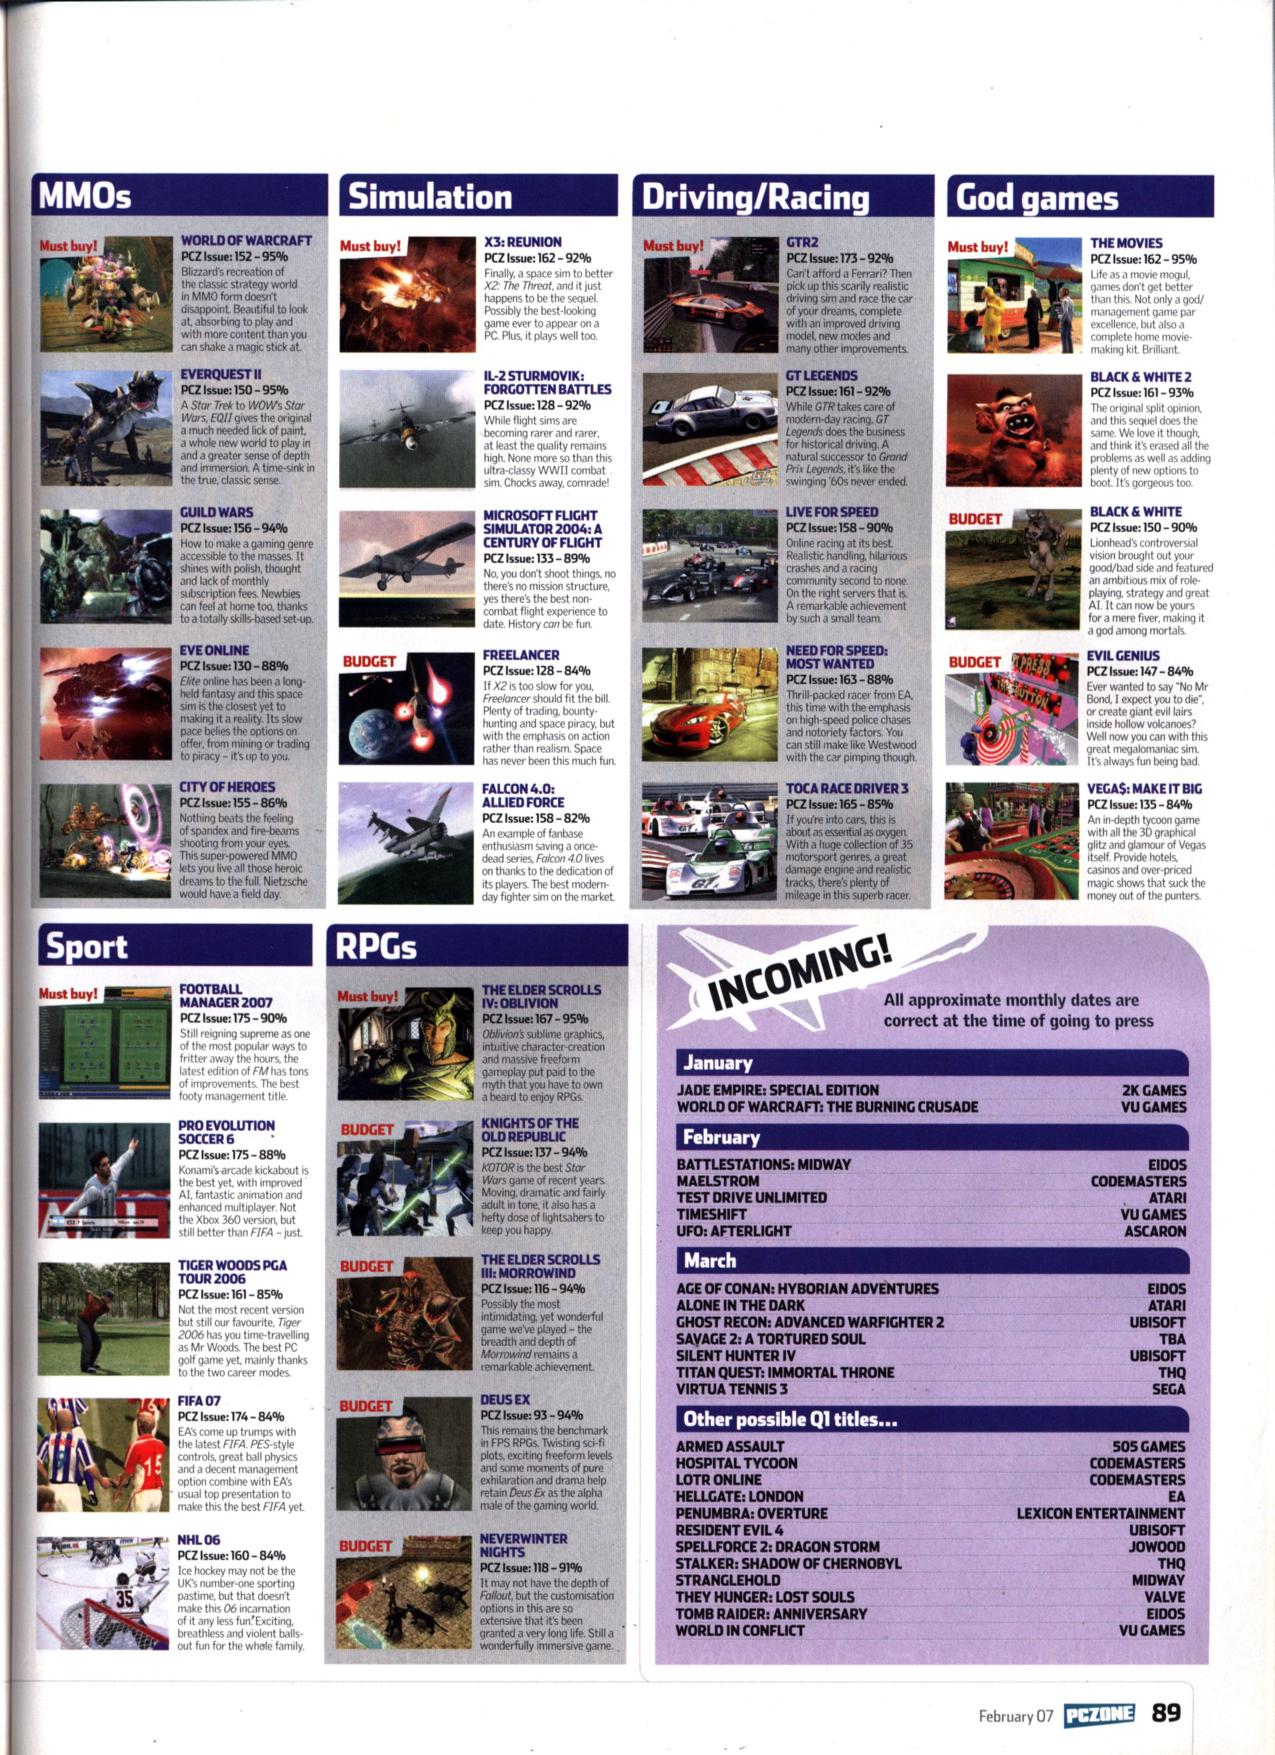 MMOs
Must buy!
WORLD OF WARCRAFT
PCZ Issue: 152 – 95%
Blizzard's recreation of
the classic strategy world
in MMO form doesn't
disappoint. Beautiful to look
at, absorbing to play and
with more content than you
can shake a magic stick at.
EVERQUEST II
PCZ Issue: 150 – 95%
A Star Trek to WOW's Star
Wars, EQII gives the original
a much needed lick of paint,
a whole new world to play in
and a greater sense of depth
and immersion. A time-sink in
the true, classic sense.
GUILD WARS
PCZ Issue: 156 – 94%
How to make a gaming genre
accessible to the masses. It
shines with polish, thought
and lack of monthly
subscription fees. Newbies
can feel at home too, thanks
to a totally skills-based set-up.
EVE ONLINE
PCZ Issue: 130 – 88%
Elite online has been a long-
held fantasy and this space
sim is the closest yet to
making it a reality. Its slow
pace belies the options on
offer, from mining or trading
to piracy – it's up to you.
CITY OF HEROES
PCZ Issue: 155 – 86%
Nothing beats the feeling
of spandex and fire-beams
shooting from your eyes.
This super-powered MMO
lets you live all those heroic
dreams to the full. Nietzsche
would have a field day.
Simulation
Must buy!
X3: REUNION
PCZ Issue: 162 – 92%
Finally, a space sim to better
X2: The Threat, and it just
happens to be the sequel.
Possibly the best-looking
game ever to appear on a
PC. Plus, it plays well too.
IL-2 STURMOVIK:
FORGOTTEN BATTLES
PCZ Issue: 128 – 92%
While flight sims are
becoming rarer and rarer,
at least the quality remains
high. None more so than this
ultra-classy WWII combat
sim. Chocks away, comrade!
MICROSOFT FLIGHT
SIMULATOR 2004: A
CENTURY OF FLIGHT
PCZ Issue: 133 – 89%
No, you don't shoot things, no
there's no mission structure,
yes there's the best non-
combat flight experience to
date. History can be fun.
BUDGET
FREELANCER
PCZ Issue: 128 – 84%
If X2 is too slow for you,
Freelancer should fit the bill.
Plenty of trading, bounty-
hunting and space piracy, but
with the emphasis on action
rather than realism. Space
has never been this much fun.
FALCON 4.0:
ALLIED FORCE
PCZ Issue: 158 – 82%
An example of fanbase
enthusiasm saving a once-
dead series, Falcon 4.0 lives
on thanks to the dedication of
its players. The best modern-
day fighter sim on the market.
Driving/Racing
Must buy!
GTR2
PCZ Issue: 173 – 92%
Can't afford a Ferrari? Then
pick up this scarily realistic
driving sim and race the car
of your dreams, complete
with an improved driving
model, new modes and
many other improvements.
GT LEGENDS
PCZ Issue: 161 – 92%
While GTR takes care of
modern-day racing, GT
Legends does the business
for historical driving. A
natural successor to Grand
Prix Legends, it's like the
swinging '60s never ended.
LIVE FOR SPEED
PCZ Issue: 158 – 90%
Online racing at its best.
Realistic handling, hilarious
crashes and a racing
community second to none.
On the right servers that is.
A remarkable achievement
by such a small team.
NEED FOR SPEED:
MOST WANTED
PCZ Issue: 163 – 88%
Thrill-packed racer from EA,
this time with the emphasis
on high-speed police chases
and notoriety factors. You
can still make like Westwood
with the car pimping though.
TOCA RACE DRIVER 3
PCZ Issue: 165 – 85%
If you're into cars, this is
about as essential as oxygen.
With a huge collection of 35
motorsport genres, a great
damage engine and realistic
tracks, there's plenty of
mileage in this superb racer.
God games
Must buy!
THE MOVIES
PCZ Issue: 162 – 95%
Life as a movie mogul,
games don't get better
than this. Not only a god/
management game par
excellence, but also a
complete home movie-
making kit. Brilliant.
BLACK & WHITE 2
PCZ Issue: 161 – 93%
The original split opinion,
and this sequel does the
same. We love it though,
and think it's erased all the
problems as well as adding
plenty of new options to
boot. It's gorgeous too.
BUDGET
BLACK & WHITE
PCZ Issue: 150 – 90%
Lionhead's controversial
vision brought out your
good/bad side and featured
an ambitious mix of role-
playing, strategy and great
AI. It can now be yours
for a mere fiver, making it
a god among mortals.
BUDGET
EVIL GENIUS
PCZ Issue: 147 – 84%
Ever wanted to say "No Mr
Bond, I expect you to die",
or create giant evil lairs
inside hollow volcanoes?
Well now you can with this
great megalomaniac sim.
It's always fun being bad.
VEGA$: MAKE IT BIG
PCZ Issue: 135 – 84%
An in-depth tycoon game
with all the 3D graphical
glitz and glamour of Vegas
itself. Provide hotels,
casinos and over-priced
magic shows that suck the
money out of the punters.
Sport
Must buy!
FOOTBALL
MANAGER 2007
PCZ Issue: 175 – 90%
Still reigning supreme as one
of the most popular ways to
fritter away the hours, the
latest edition of FM has tons
of improvements. The best
footy management title.
PRO EVOLUTION
SOCCER 6
PCZ Issue: 175 – 88%
Konami's arcade kickabout is
the best yet, with improved
AI, fantastic animation and
enhanced multiplayer. Not
the Xbox 360 version, but
still better than FIFA – just.
TIGER WOODS PGA
TOUR 2006
PCZ Issue: 161 – 85%
Not the most recent version
but still our favourite, Tiger
2006 has you time-travelling
as Mr Woods. The best PC
golf game yet, mainly thanks
to the two career modes.
FIFA 07
PCZ Issue: 174 – 84%
EA's come up trumps with
the latest FIFA. PES-style
controls, great ball physics
and a decent management
option combine with EA's
usual top presentation to
make this the best FIFA yet.
15
NHL 06
PCZ Issue: 160 – 84%
Ice hockey may not be the
UK's number-one sporting
pastime, but that doesn't
make this 06 incarnation
of it any less fun. Exciting,
breathless and violent balls-
out fun for the whole family.
35
RPGs
Must buy!
THE ELDER SCROLLS
IV: OBLIVION
PCZ Issue: 167 – 95%
Oblivion's sublime graphics,
intuitive character-creation
and massive freeform
gameplay put paid to the
myth that you have to own
a beard to enjoy RPGs.
BUDGET
KNIGHTS OF THE
OLD REPUBLIC
PCZ Issue: 137 – 94%
KOTOR is the best Star
Wars game of recent years.
Moving, dramatic and fairly
adult in tone, it also has a
hefty dose of lightsabers to
keep you happy.
BUDGET
THE ELDER SCROLLS
III: MORROWIND
PCZ Issue: 116 – 94%
Possibly the most
intimidating, yet wonderful
game we've played – the
breadth and depth of
Morrowind remains a
remarkable achievement.
BUDGET
DEUS EX
PCZ Issue: 93 – 94%
This remains the benchmark
in FPS RPGs. Twisting sci-fi
plots, exciting freeform levels
and some moments of pure
exhilaration and drama help
retain Deus Ex as the alpha
male of the gaming world.
BUDGET
NEVERWINTER
NIGHTS
PCZ Issue: 118 – 91%
It may not have the depth of
Fallout, but the customisation
options in this are so
extensive that it's been
granted a very long life. Still a
wonderfully immersive game.
INCOMING!
All approximate monthly dates are
correct at the time of going to press
January
JADE EMPIRE: SPECIAL EDITION 2K GAMES
WORLD OF WARCRAFT: THE BURNING CRUSADE VU GAMES
February
BATTLESTATIONS: MIDWAY EIDOS
MAELSTROM CODEMASTERS
TEST DRIVE UNLIMITED ATARI
TIMESHIFT VU GAMES
UFO: AFTERLIGHT ASCARON
March
AGE OF CONAN: HYBORIAN ADVENTURES EIDOS
ALONE IN THE DARK ATARI
GHOST RECON: ADVANCED WARFIGHTER 2 UBISOFT
SAVAGE 2: A TORTURED SOUL TBA
SILENT HUNTER IV UBISOFT
TITAN QUEST: IMMORTAL THRONE THQ
VIRTUA TENNIS 3 SEGA
Other possible Q1 titles...
ARMED ASSAULT 505 GAMES
HOSPITAL TYCOON CODEMASTERS
LOTR ONLINE CODEMASTERS
HELLGATE: LONDON EA
PENUMBRA: OVERTURE LEXICON ENTERTAINMENT
RESIDENT EVIL 4 UBISOFT
SPELLFORCE 2: DRAGON STORM JOWOOD
STALKER: SHADOW OF CHERNOBYL THQ
STRANGLEHOLD MIDWAY
THEY HUNGER: LOST SOULS VALVE
TOMB RAIDER: ANNIVERSARY EIDOS
WORLD IN CONFLICT VU GAMES
February 07 PCZONE 89